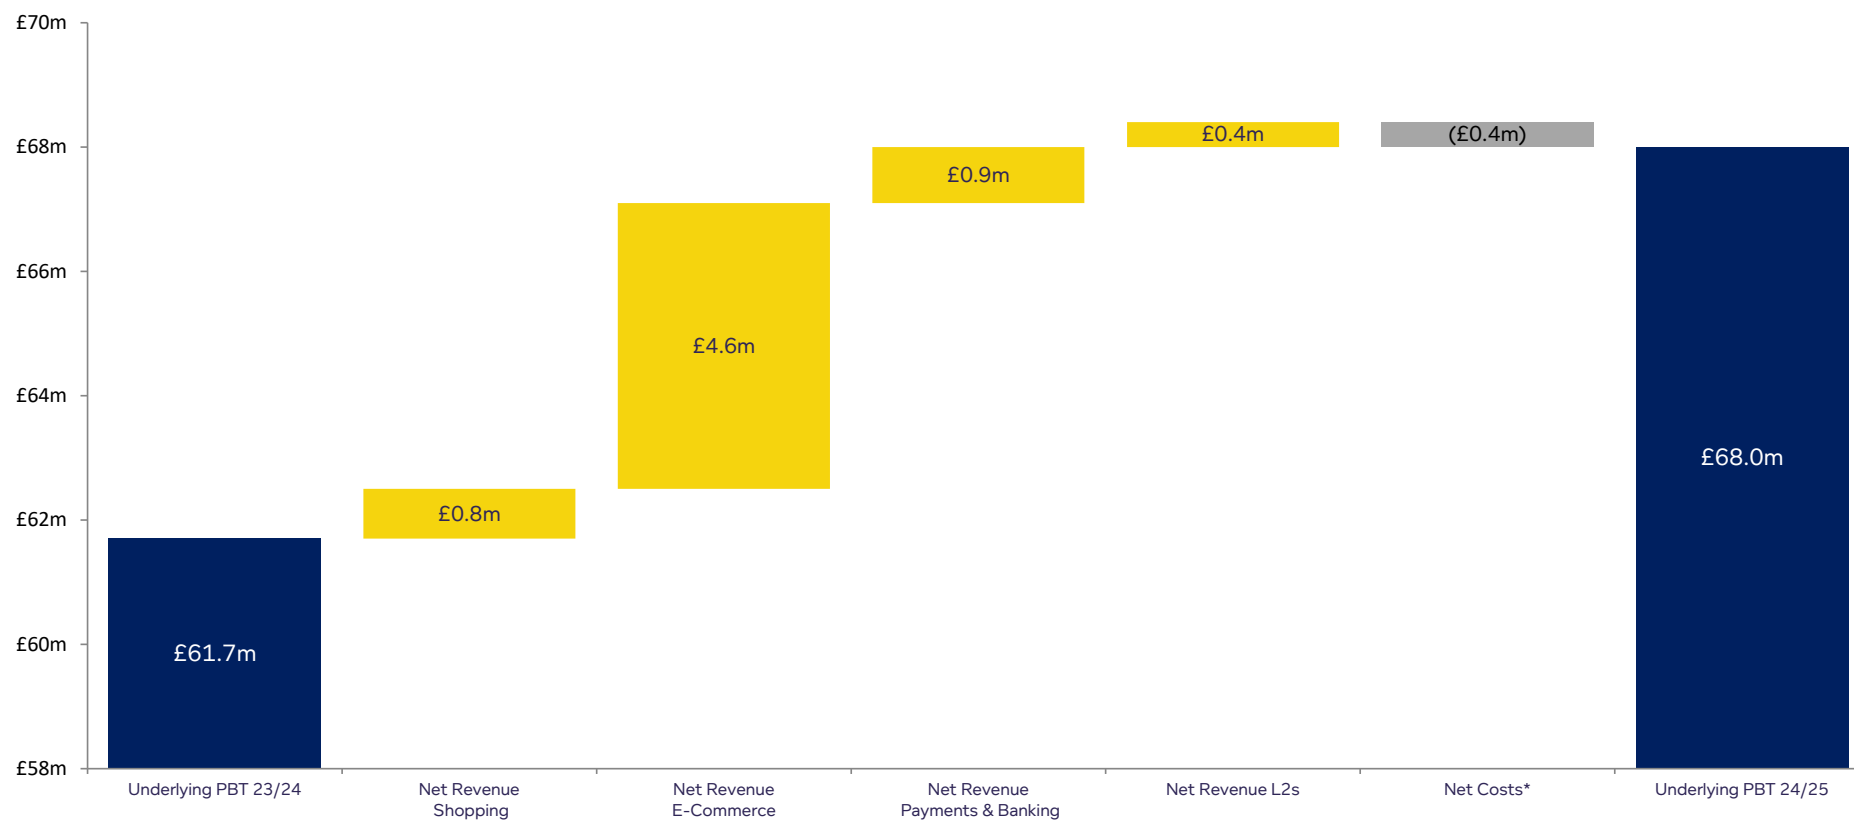 £70m
£68m
£66m
£64m
£62m
£60m
£58m
£61.7m
£0.8m
£4.6m
£0.9m
£0.4m
(£0.4m)
£68.0m
Underlying PBT 23/24
Net Revenue
Shopping
Net Revenue
E-Commerce
Net Revenue
Payments & Banking
Net Revenue L2s
Net Costs*
Underlying PBT 24/25